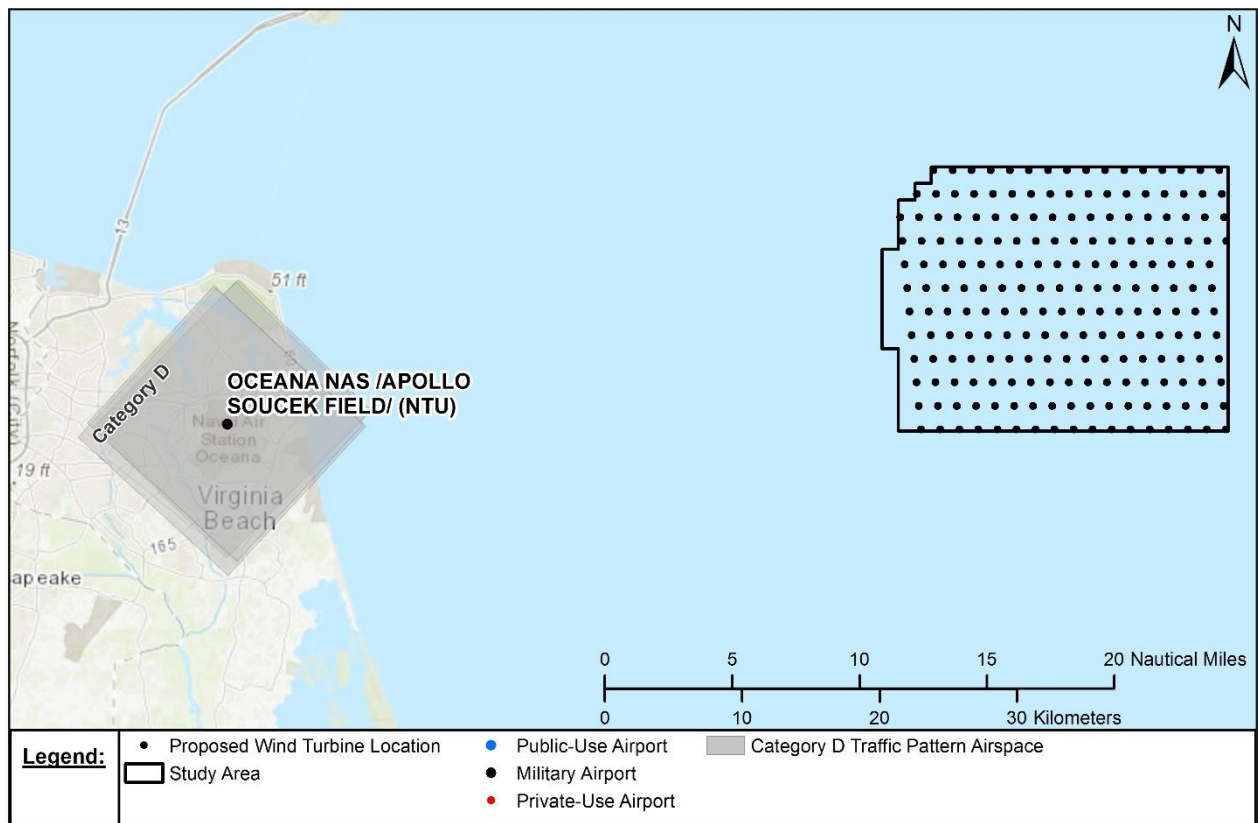 N
13
51 ft
60
Norfolk (City)
Category D
OCEANA NAS /APOLLO
SOUCEK FIELD/ (NTU)
Naval Air
Station
Oceana
19 ft
Virginia
Beach
165
apeake
0 5 10 15 20 Nautical Miles
0 10 20 30 Kilometers
Legend:
Proposed Wind Turbine Location
Study Area
Public-Use Airport
Military Airport
Private-Use Airport
Category D Traffic Pattern Airspace